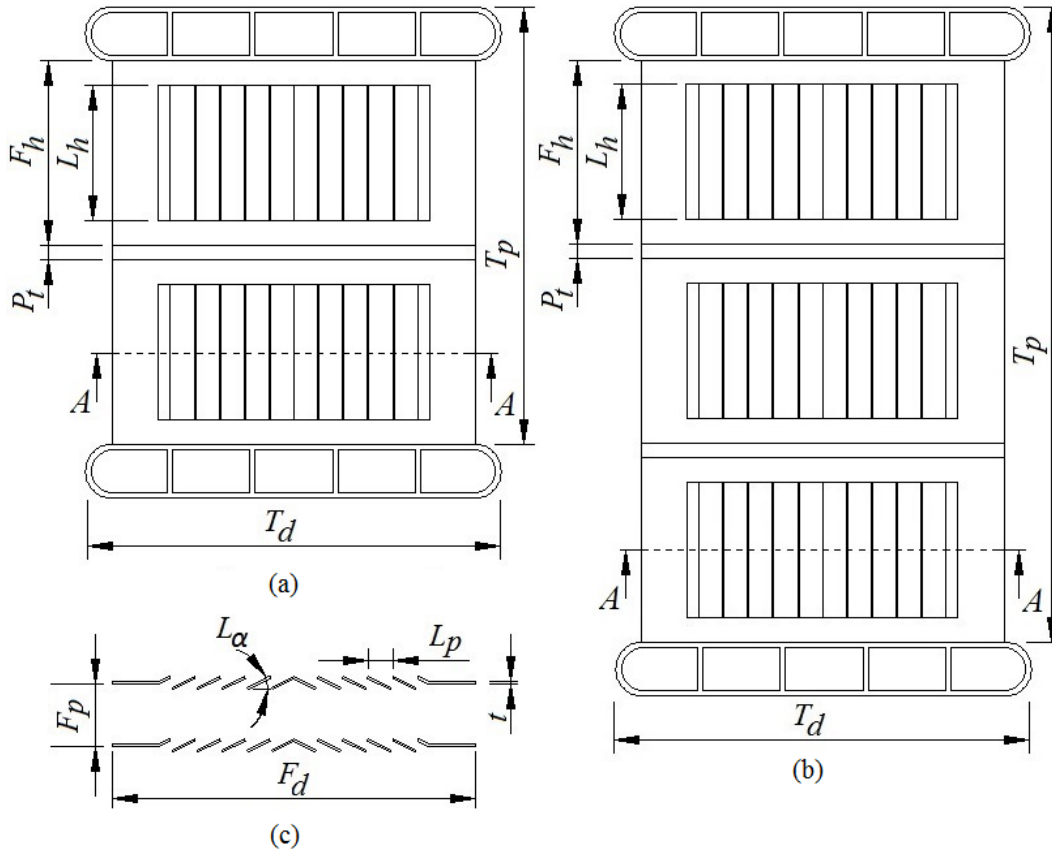 F_h
L_h
P_t
T_p
A
A
T_d
(a)
F_h
L_h
P_t
T_p
A
A
T_d
(b)
L_α
L_p
F_p
t
F_d
(c)